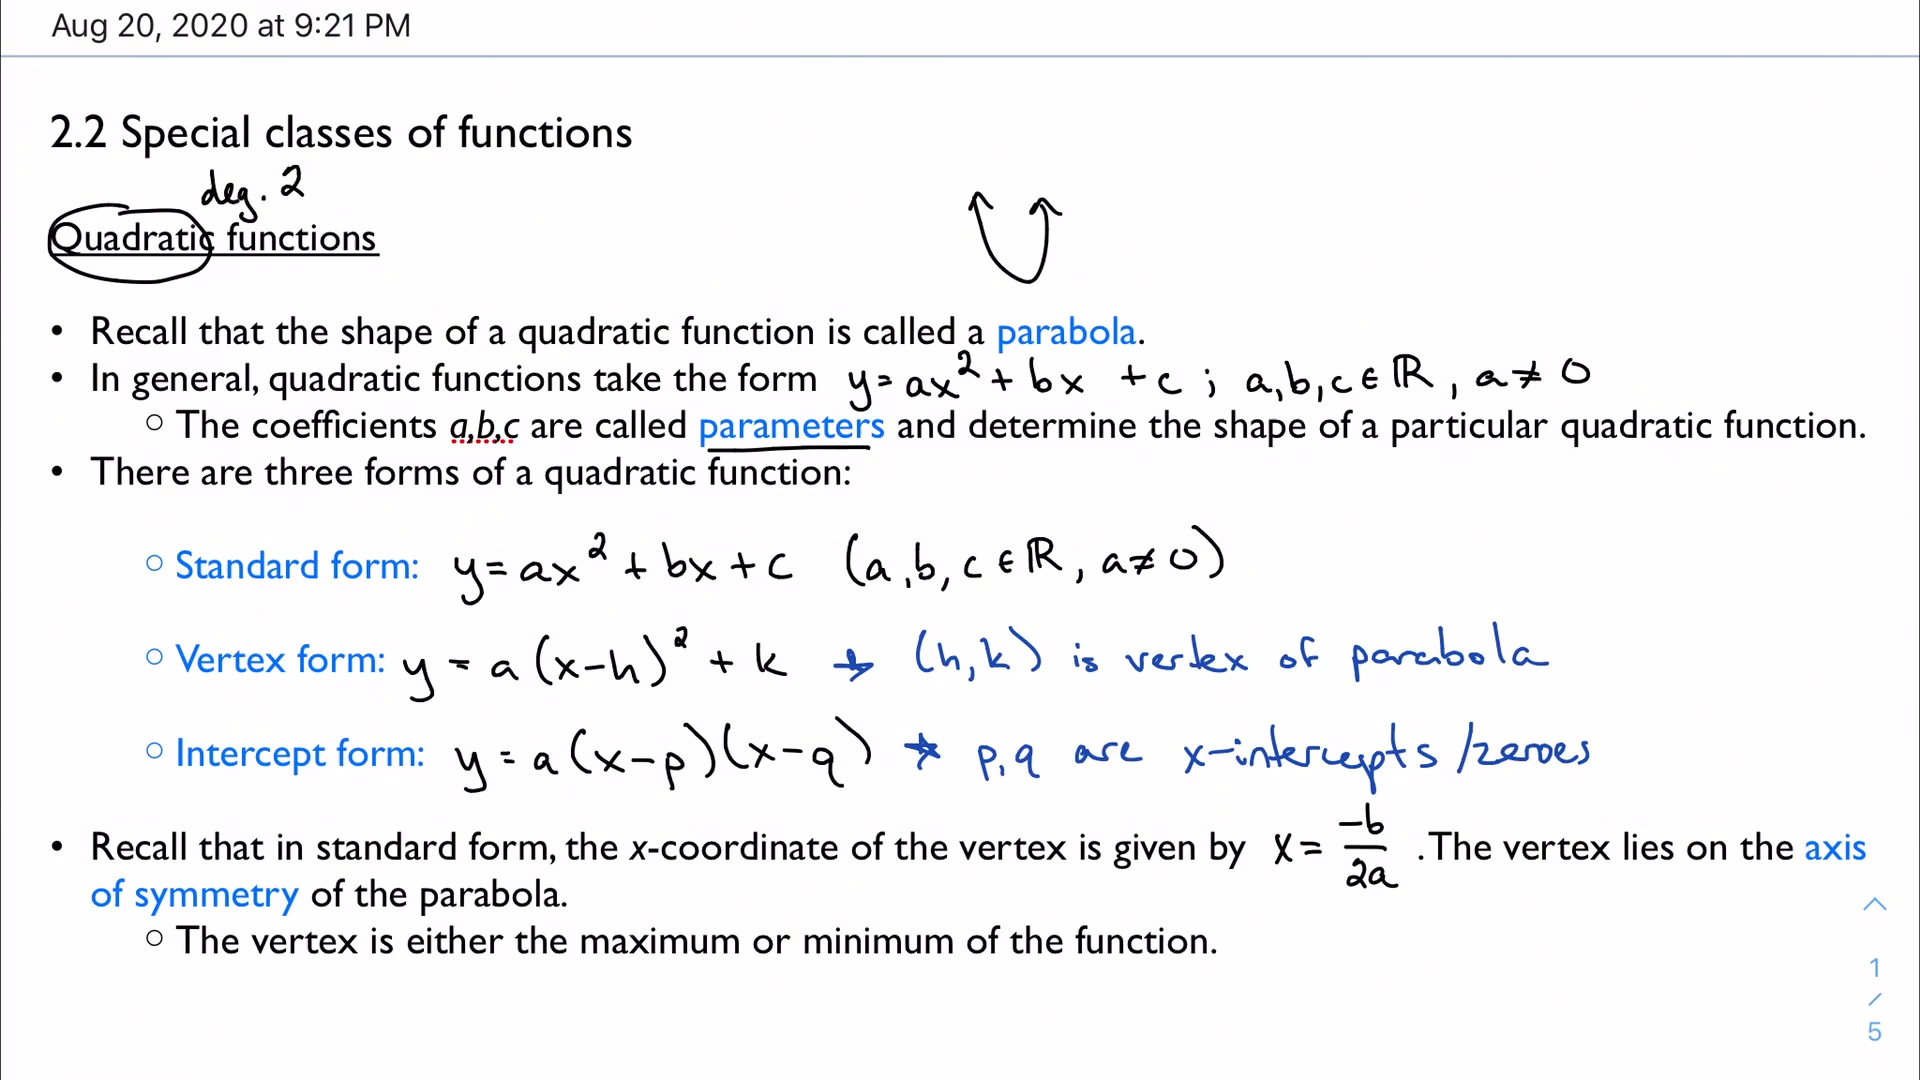 Aug 20, 2020 at 9:21 PM
2.2 Special classes of functions
deg. 2
Quadratic functions
• Recall that the shape of a quadratic function is called a parabola.
• In general, quadratic functions take the form y = ax² + bx + c ; a,b,c ∈ ℝ, a ≠ 0
○ The coefficients a,b,c are called parameters and determine the shape of a particular quadratic function.
• There are three forms of a quadratic function:
○ Standard form: y = ax² + bx + c (a,b,c ∈ ℝ, a ≠ 0)
○ Vertex form: y = a(x-h)² + k → (h,k) is vertex of parabola
○ Intercept form: y = a(x-p)(x-q) * p,q are x-intercepts/zeroes
• Recall that in standard form, the x-coordinate of the vertex is given by x = -b/2a . The vertex lies on the axis
of symmetry of the parabola.
○ The vertex is either the maximum or minimum of the function.
1
/
5